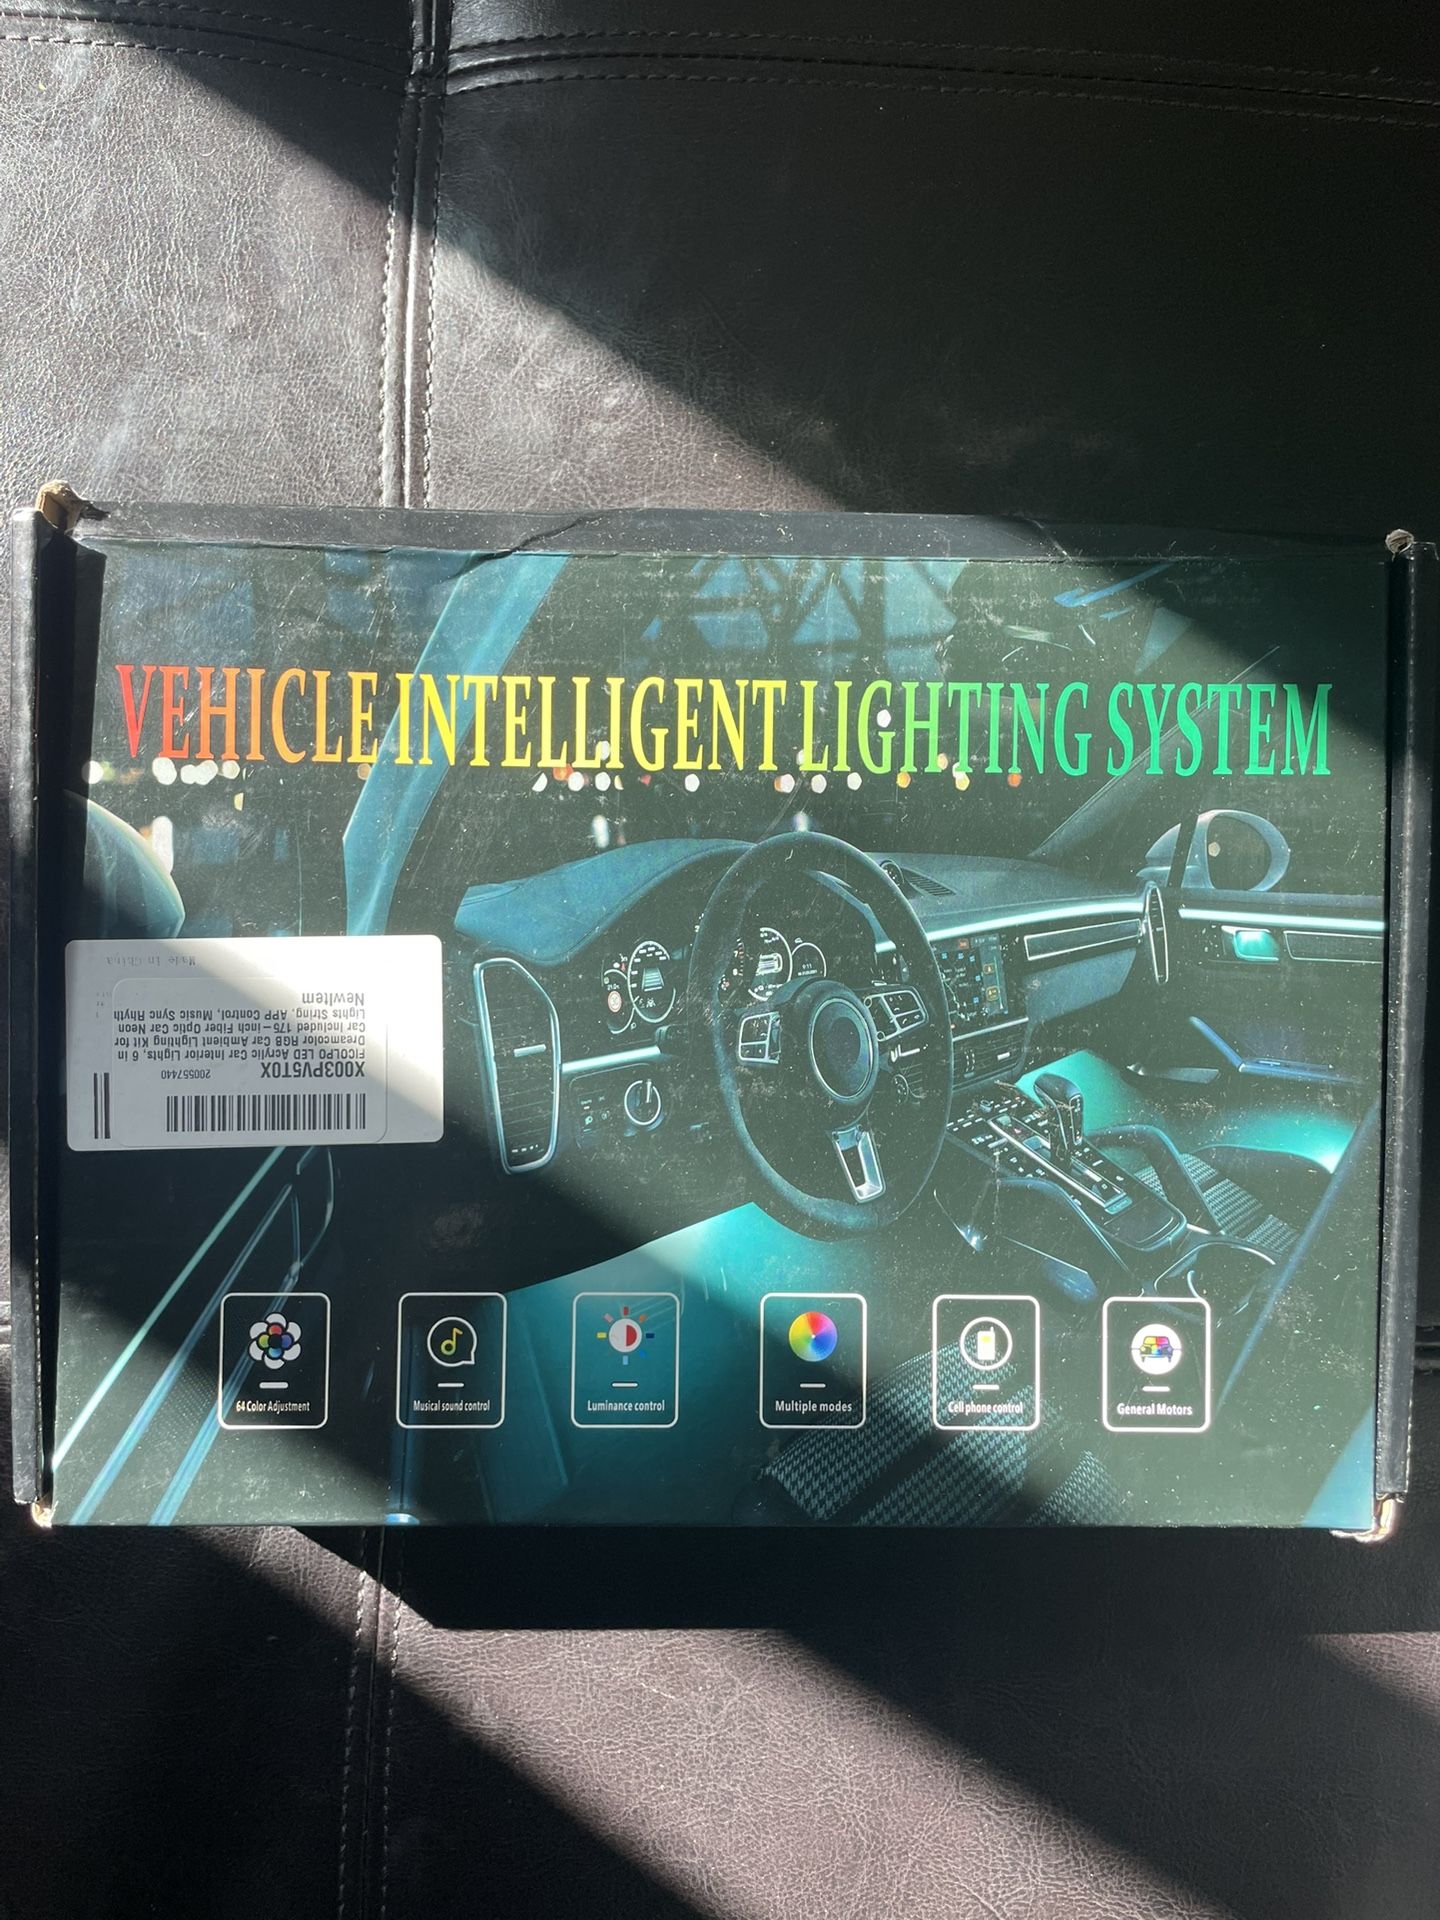 VEHICLE INTELLIGENT LIGHTING SYSTEM
X003PV5T0X
200557440
FICOLPO LED Acrylic Car Interior Lights, 6 in
Dreamcolor RGB Car Ambient Lighting Kit for
Car Included 175-inch Fiber Optic Car Neon
Lights String, APP Control, Music Sync Rhyth
NewItem
Made in China
64 Color Adjustment
Musical sound control
Luminance control
Multiple modes
Cell phone control
General Motors